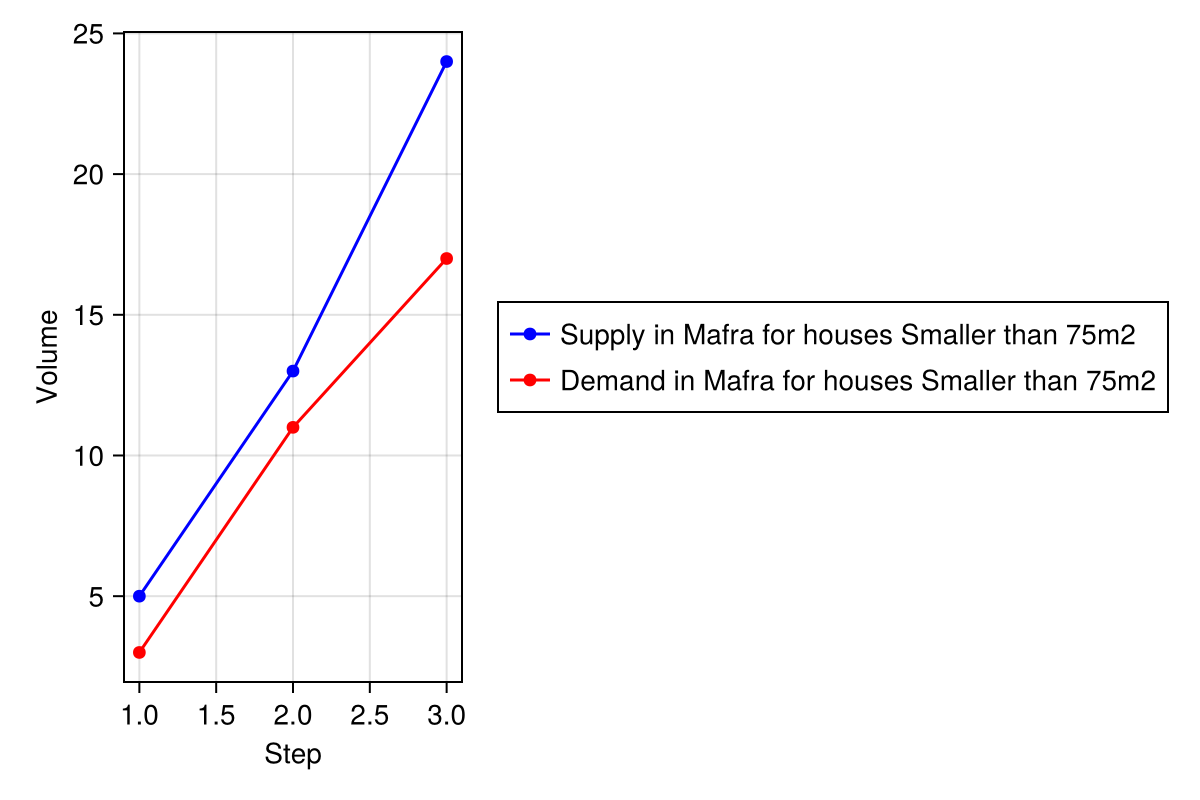 25
20
15
10
5
Volume
1.0 1.5 2.0 2.5 3.0
Step
Supply in Mafra for houses Smaller than 75m2
Demand in Mafra for houses Smaller than 75m2